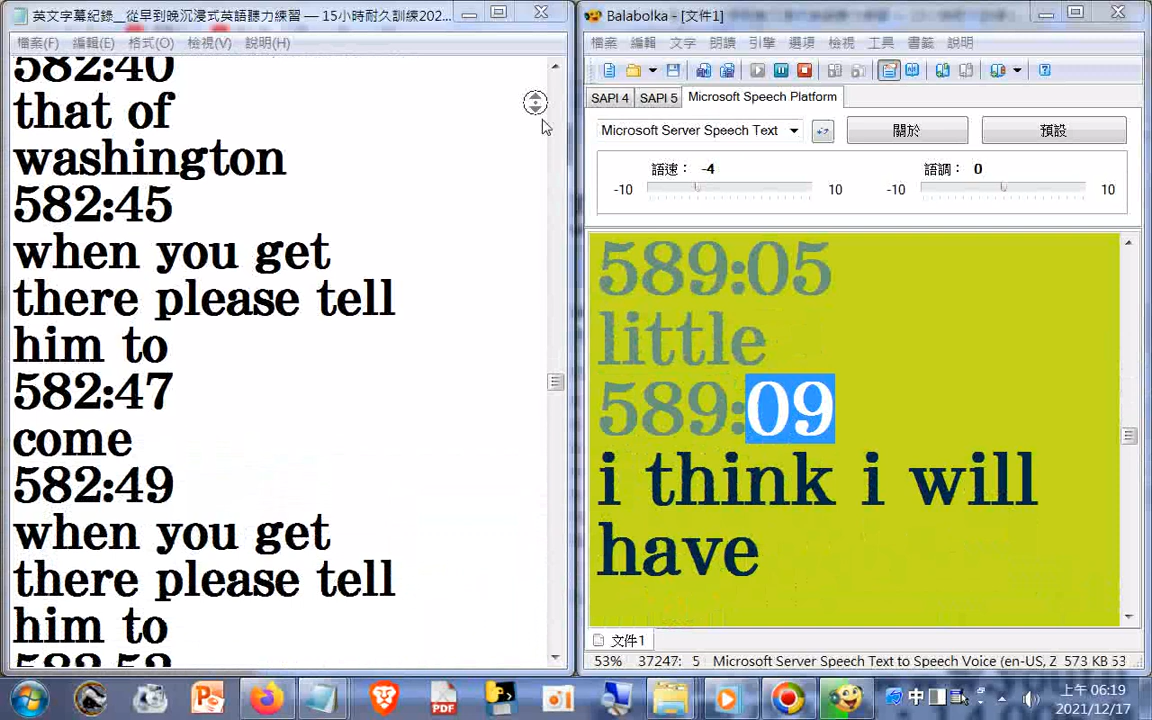 英文字幕紀錄__從早到晚沉浸式英語聽力練習 — 15小時耐久訓練202...
檔案(F) 編輯(E) 格式(O) 檢視(V) 說明(H)
582:40
that of
washington
582:45
when you get
there please tell
him to
582:47
come
582:49
when you get
there please tell
him to
582:52
Balabolka - [文件1]
檔案 編輯 文字 朗讀 引擎 選項 檢視 工具 書籤 說明
SAPI 4 SAPI 5 Microsoft Speech Platform
Microsoft Server Speech Text 關於 預設
語速: -4 語調: 0
-10 10 -10 10
589:05
little
589:09
i think i will
have
文件1
53% 37247: 5 Microsoft Server Speech Text to Speech Voice (en-US, Z 573 KB 53
中 上午 06:19
2021/12/17